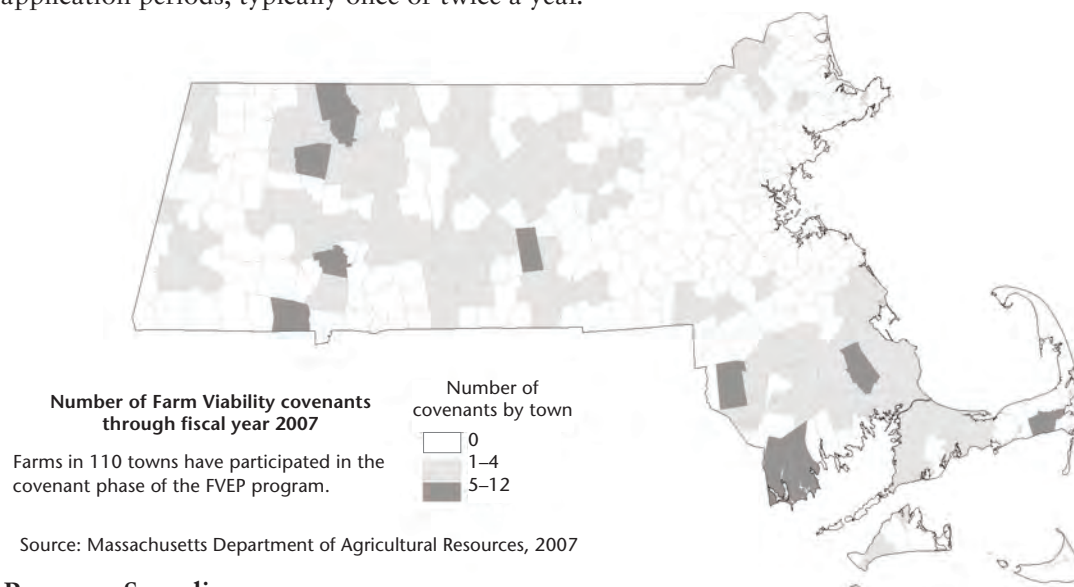 application periods, typically once or twice a year.
Number of Farm Viability covenants
through fiscal year 2007
Farms in 110 towns have participated in the
covenant phase of the FVEP program.
Number of
covenants by town
0
1–4
5–12
Source: Massachusetts Department of Agricultural Resources, 2007